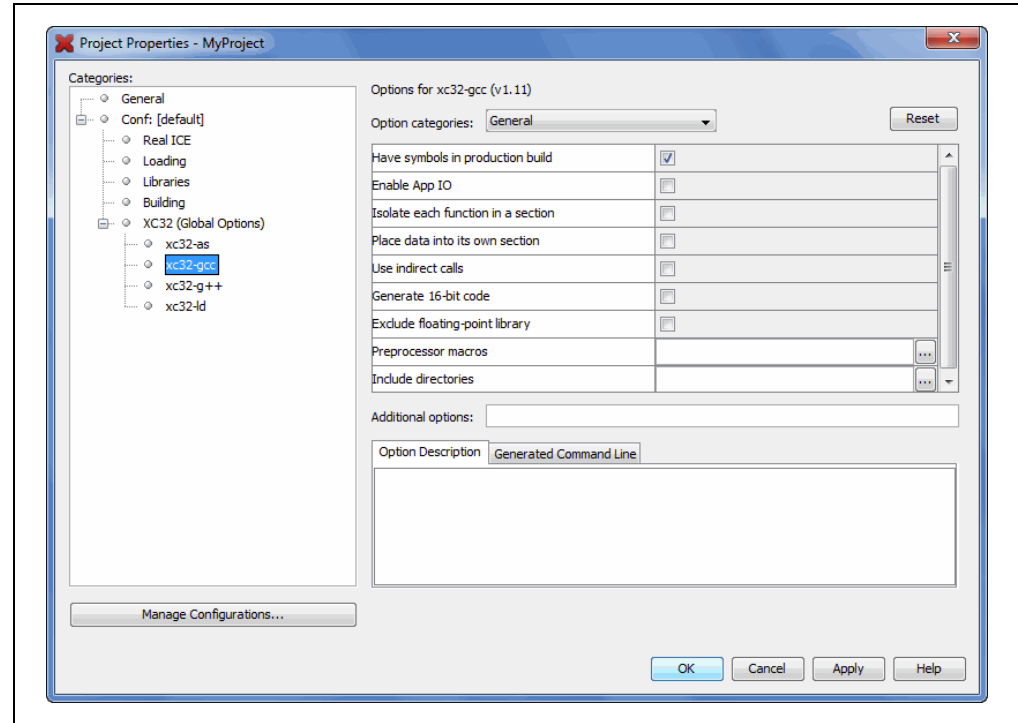 Project Properties - MyProject
Categories:
General
Conf: [default]
Real ICE
Loading
Libraries
Building
XC32 (Global Options)
xc32-as
xc32-gcc
xc32-g++
xc32-ld
Manage Configurations...
Options for xc32-gcc (v1.11)
Option categories: General
Reset
Have symbols in production build
Enable App IO
Isolate each function in a section
Place data into its own section
Use indirect calls
Generate 16-bit code
Exclude floating-point library
Preprocessor macros ...
Include directories ...
Additional options:
Option Description Generated Command Line
OK Cancel Apply Help